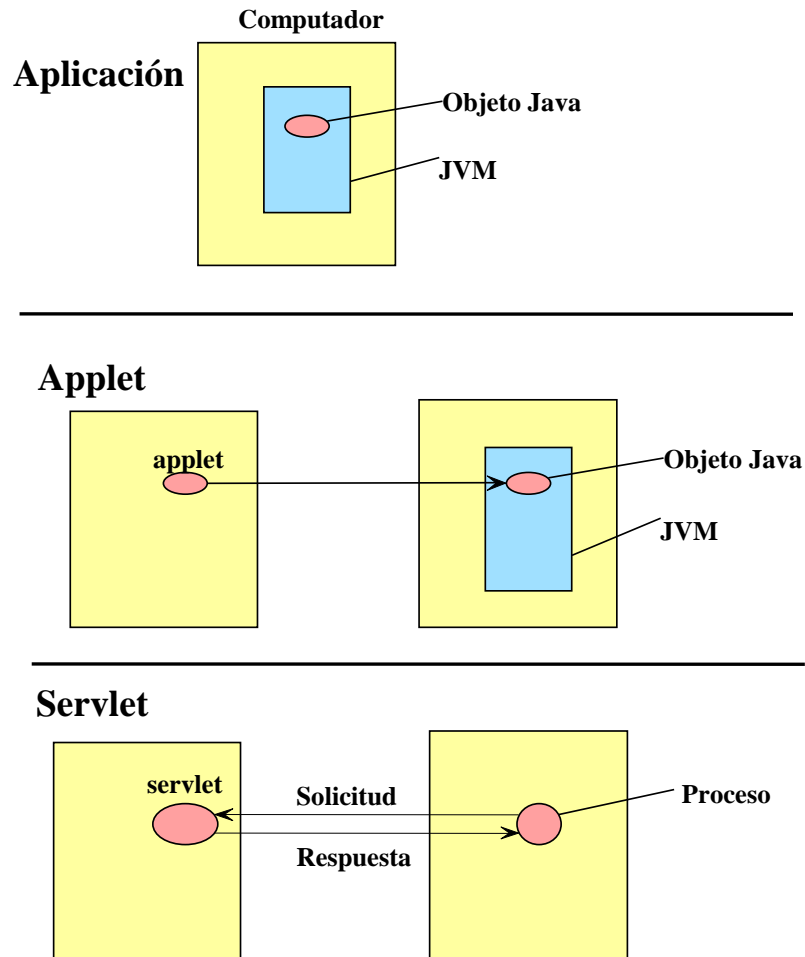 Computador
Aplicación
Objeto Java
JVM
Applet
applet
Objeto Java
JVM
Servlet
servlet
Solicitud
Proceso
Respuesta